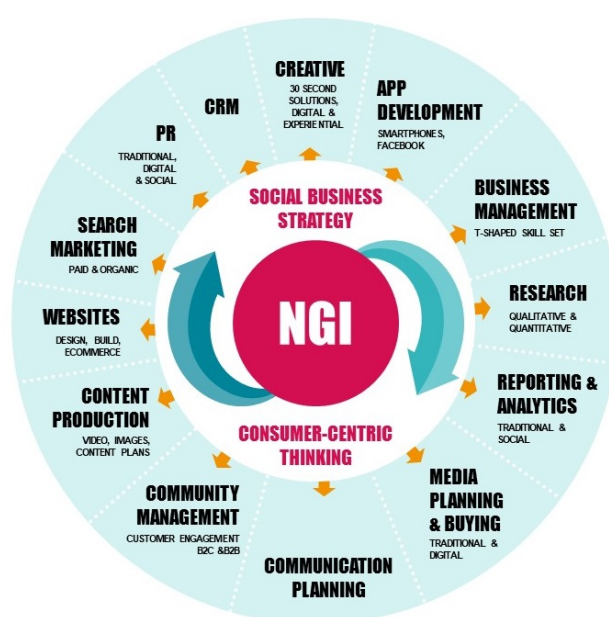 CREATIVE
30 SECOND
SOLUTIONS,
DIGITAL &
EXPERIENTIAL
APP
DEVELOPMENT
SMARTPHONES,
FACEBOOK
BUSINESS
MANAGEMENT
T-SHAPED SKILL SET
RESEARCH
QUALITATIVE &
QUANTITATIVE
REPORTING &
ANALYTICS
TRADITIONAL &
SOCIAL
MEDIA
PLANNING
& BUYING
TRADITIONAL &
DIGITAL
COMMUNICATION
PLANNING
COMMUNITY
MANAGEMENT
CUSTOMER ENGAGEMENT
B2C &B2B
CONTENT
PRODUCTION
VIDEO, IMAGES,
CONTENT PLANS
WEBSITES
DESIGN, BUILD,
ECOMMERCE
SEARCH
MARKETING
PAID & ORGANIC
PR
TRADITIONAL,
DIGITAL
& SOCIAL
CRM
SOCIAL BUSINESS
STRATEGY
NGI
CONSUMER-CENTRIC
THINKING